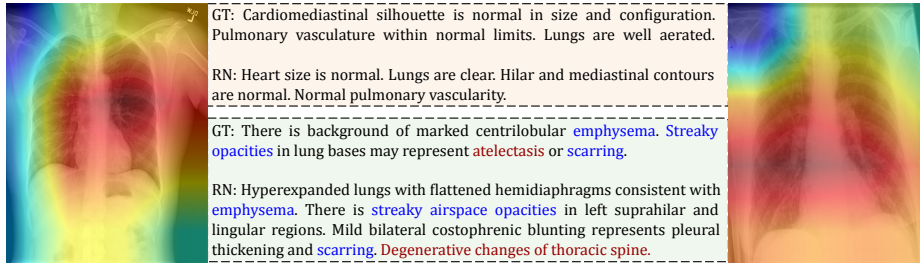 GT: Cardiomediastinal silhouette is normal in size and configuration.
Pulmonary vasculature within normal limits. Lungs are well aerated.
RN: Heart size is normal. Lungs are clear. Hilar and mediastinal contours
are normal. Normal pulmonary vascularity.
GT: There is background of marked centrilobular emphysema. Streaky
opacities in lung bases may represent atelectasis or scarring.
RN: Hyperexpanded lungs with flattened hemidiaphragms consistent with
emphysema. There is streaky airspace opacities in left suprahilar and
lingular regions. Mild bilateral costophrenic blunting represents pleural
thickening and scarring. Degenerative changes of thoracic spine.